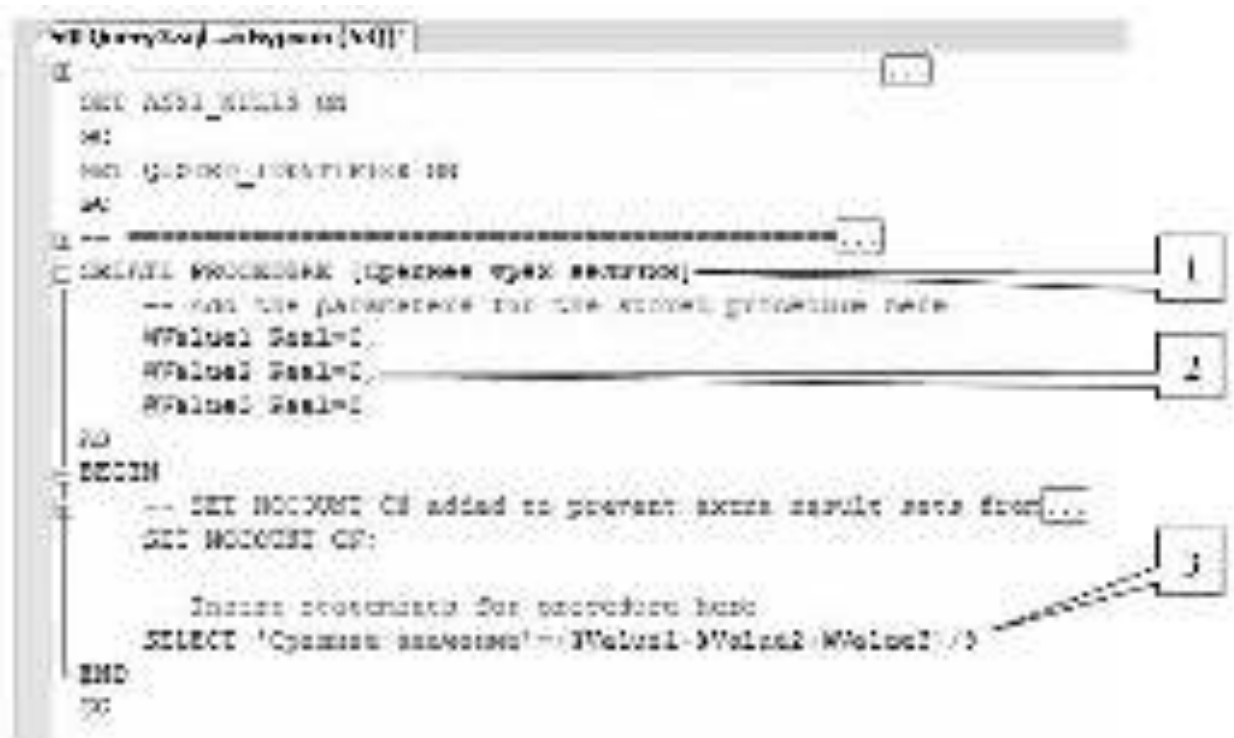 ...
SET ANSI_NULLS ON
GO
SET QUOTED_IDENTIFIER ON
GO
-- ================================================ ...
CREATE PROCEDURE [Среднее трех величин] 1
-- Add the parameters for the stored procedure here
@Value1 Real=0,
@Value2 Real=0, 2
@Value3 Real=0
AS
BEGIN
-- SET NOCOUNT ON added to prevent extra result sets from ...
SET NOCOUNT ON;
3
Insert statements for procedure here
SELECT 'Среднее значение'=(@Value1+@Value2+@Value3)/3
END
GO